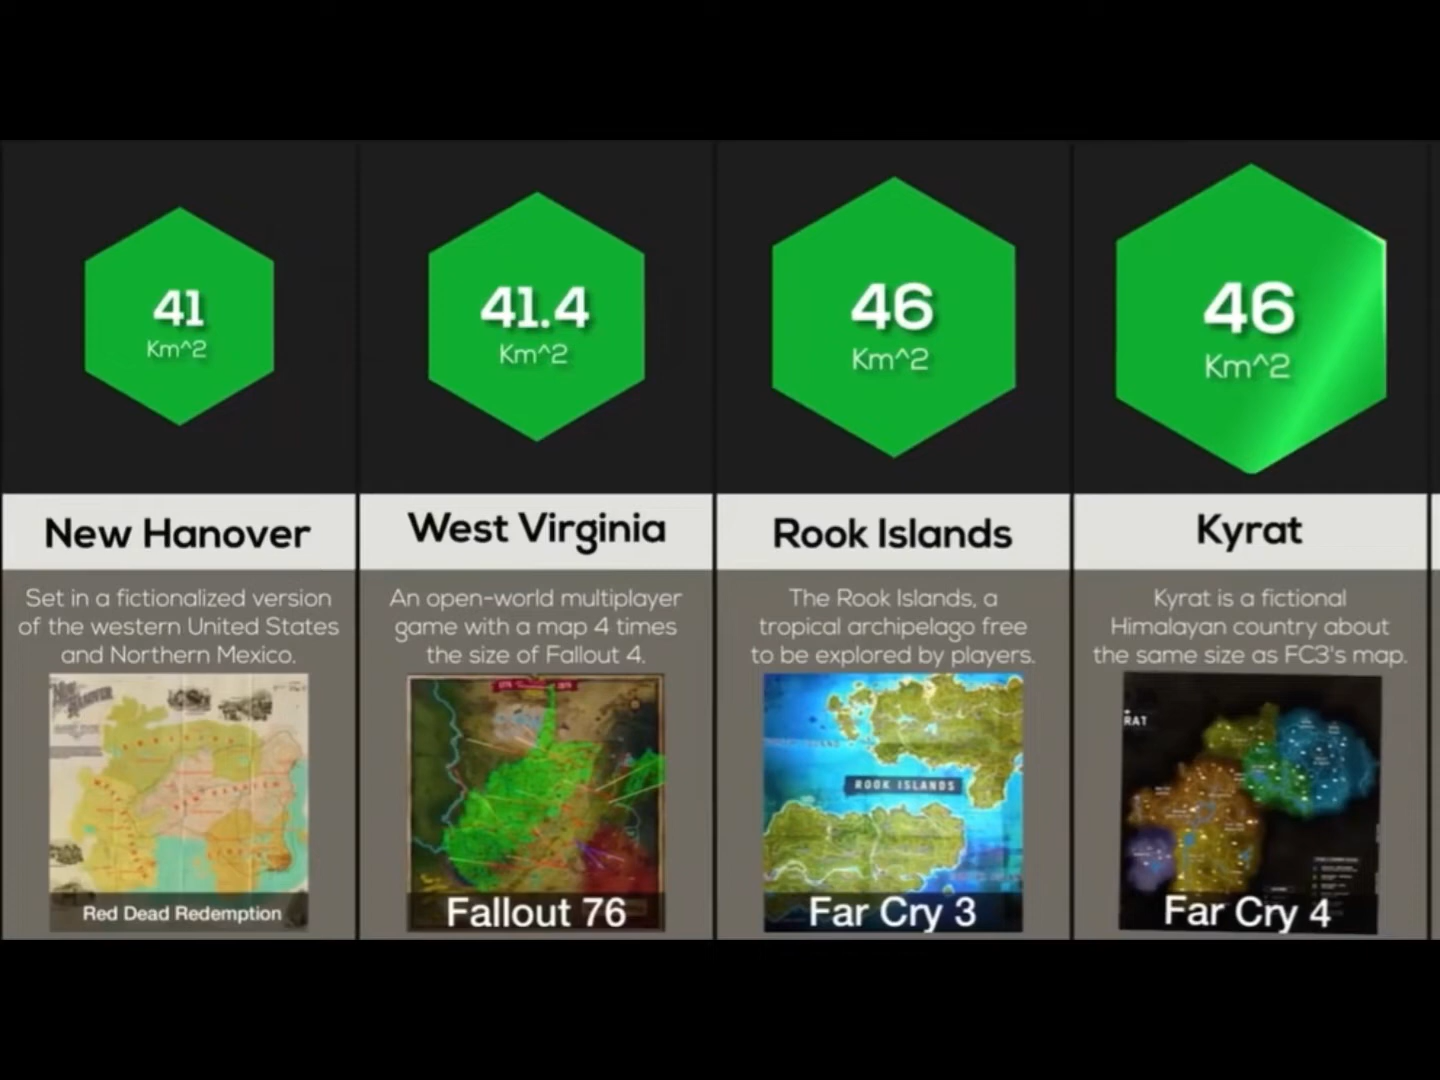 41
Km^2
New Hanover
Set in a fictionalized version
of the western United States
and Northern Mexico.
Red Dead Redemption
41.4
Km^2
West Virginia
An open-world multiplayer
game with a map 4 times
the size of Fallout 4.
Fallout 76
46
Km^2
Rook Islands
The Rook Islands, a
tropical archipelago free
to be explored by players.
ROOK ISLANDS
Far Cry 3
46
Km^2
Kyrat
Kyrat is a fictional
Himalayan country about
the same size as FC3's map.
RAT
Far Cry 4